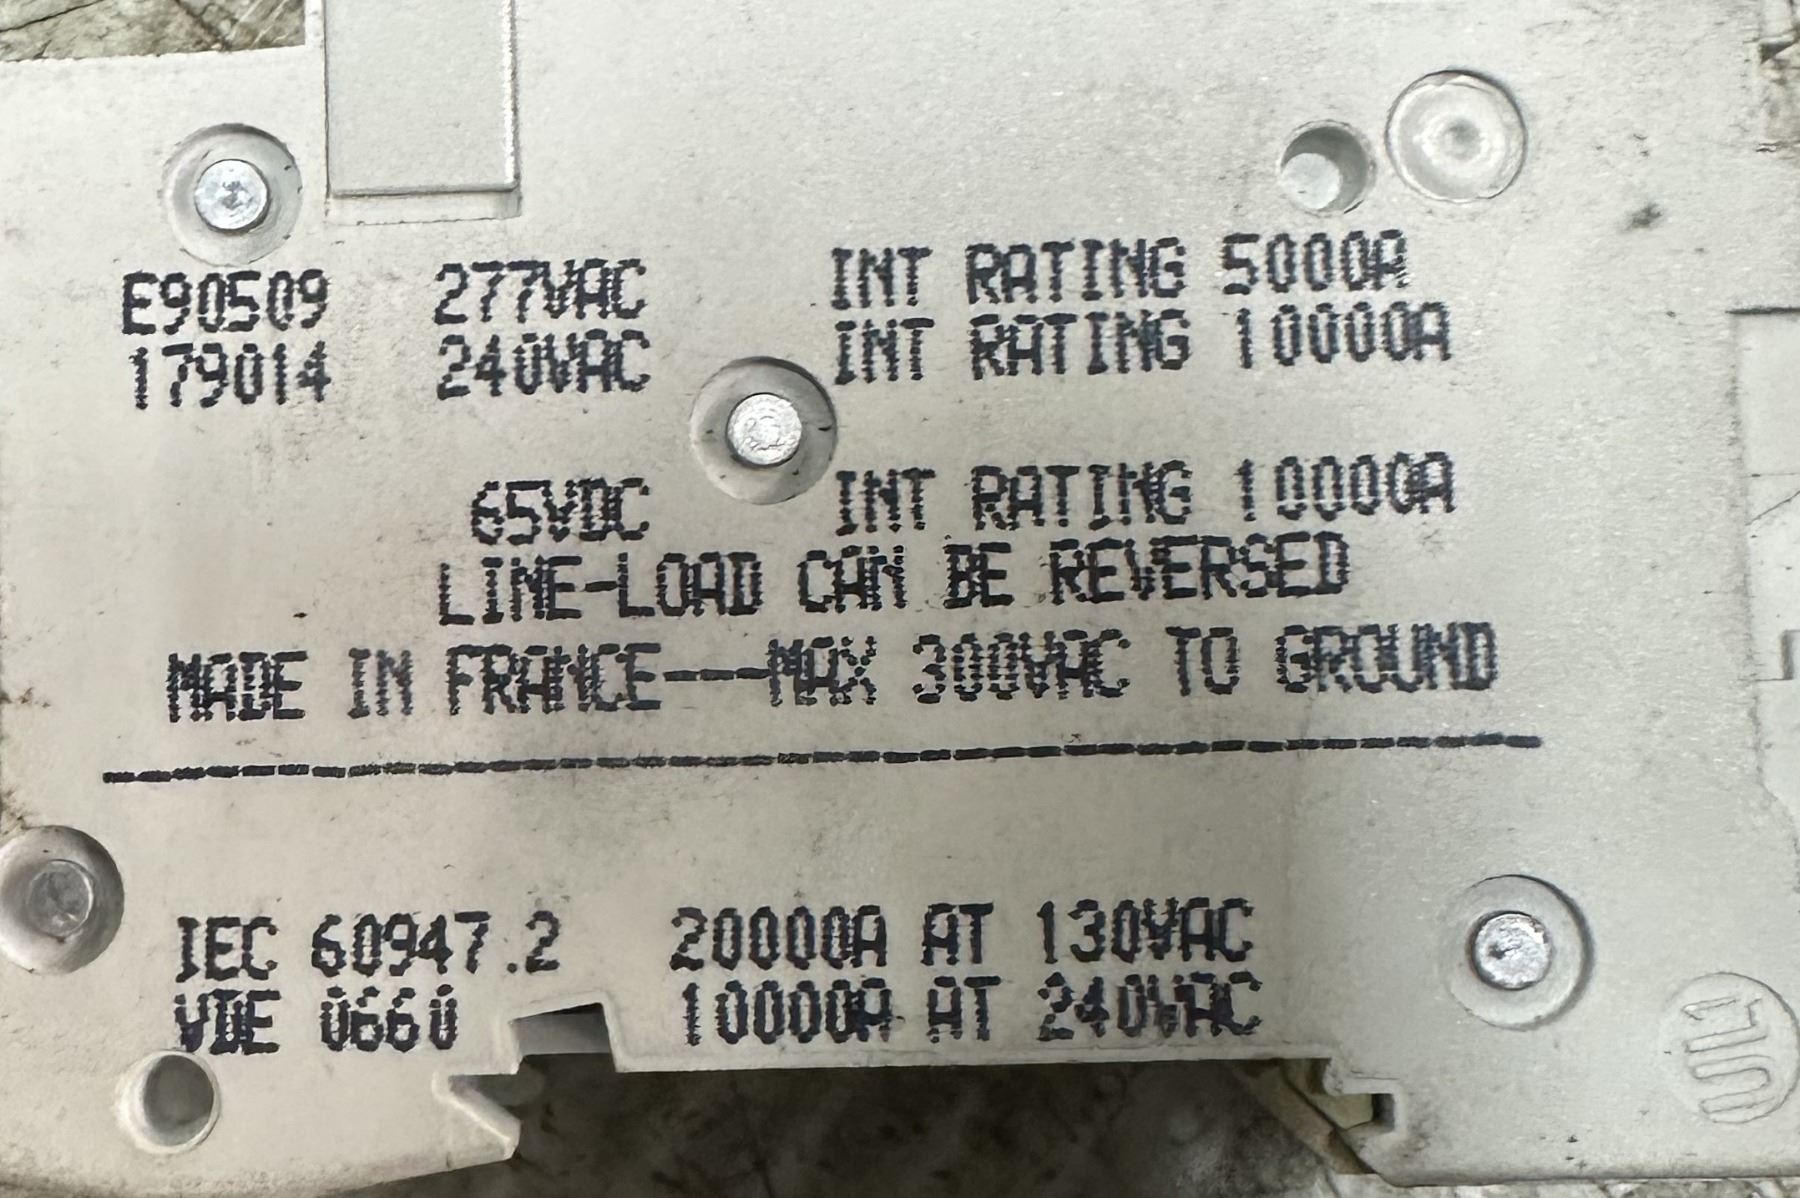 E90509 277VAC INT RATING 5000A
179014 240VAC INT RATING 10000A
65VDC INT RATING 10000A
LINE-LOAD CAN BE REVERSED
MADE IN FRANCE---MAX 300VAC TO GROUND
IEC 60947.2 20000A AT 130VAC
VDE 0660 10000A AT 240VAC